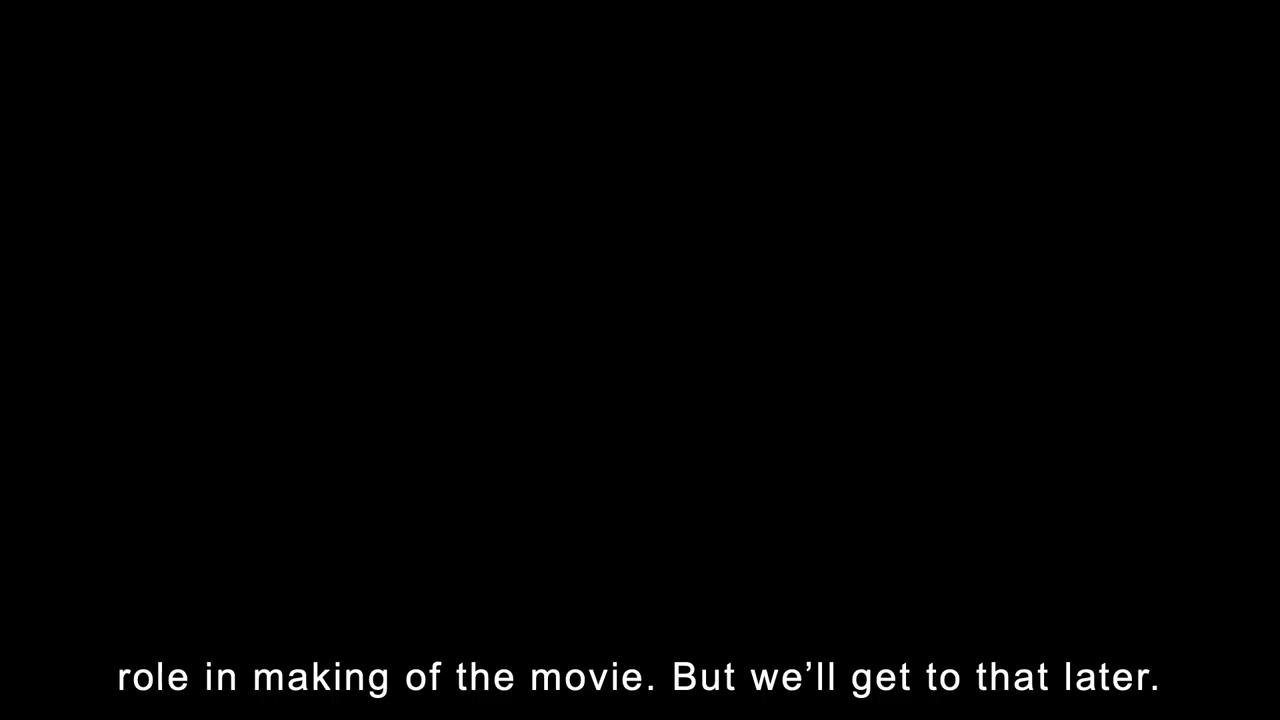 role in making of the movie. But we’ll get to that later.